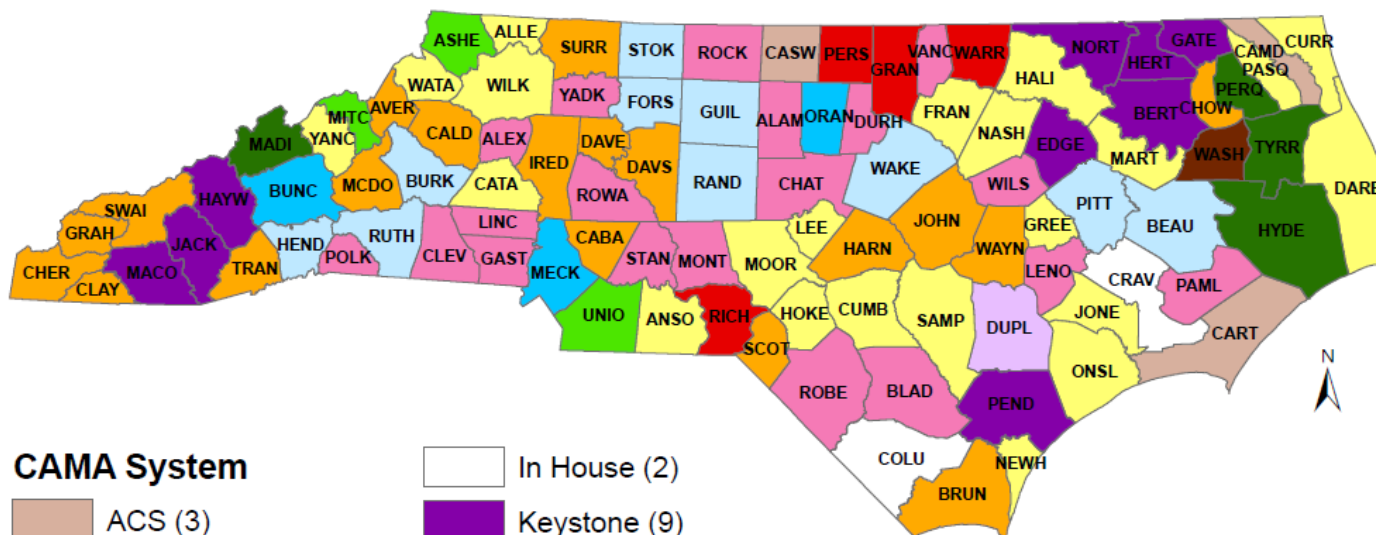 ASHE
ALLE
SURR
STOK
ROCK
CASW
PERS
GRAN
VANC
WARR
NORT
HERT
GATE
CAMD
CURR
PASQ
PERQ
CHOW
WATA
WILK
YADK
FORS
GUIL
ALAM
ORAN
DURH
FRAN
HALI
BERT
AVER
MITC
YANC
MADI
CALD
ALEX
IRED
DAVE
DAVS
RAND
CHAT
WAKE
NASH
EDGE
MART
WASH
TYRR
DARE
HAYW
BUNC
MCDO
BURK
CATA
ROWA
WILS
PITT
BEAU
HYDE
SWAI
GRAH
JACK
HEND
RUTH
CLEV
LINC
GAST
CABA
STAN
MONT
MOOR
LEE
HARN
JOHN
WAYN
GREE
LENO
CRAV
PAML
CHER
CLAY
MACO
TRAN
POLK
MECK
UNIO
ANSO
RICH
SCOT
HOKE
CUMB
SAMP
DUPL
JONE
ONSL
CART
ROBE
BLAD
PEND
COLU
BRUN
NEWH
N
CAMA System
ACS (3)
In House (2)
Keystone (9)